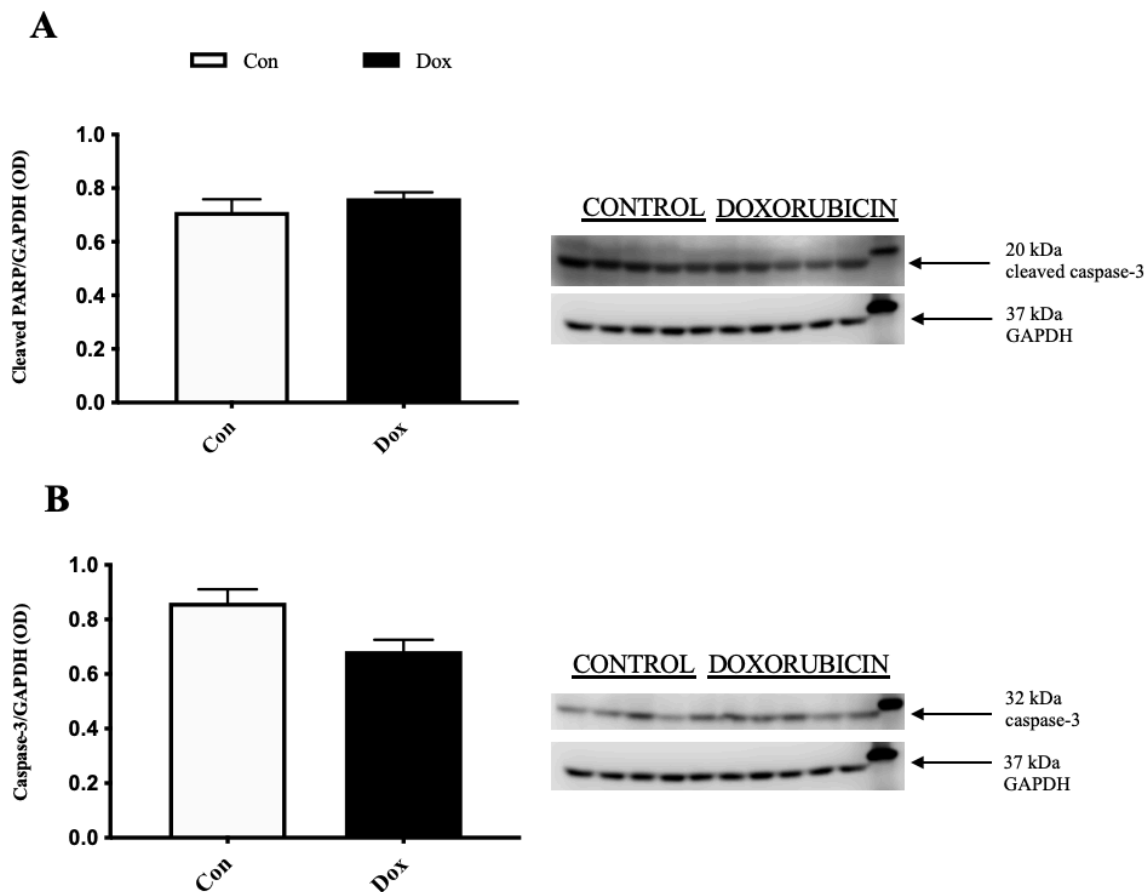 A
Con Dox
Cleaved PARP/GAPDH (OD)
1.0
0.8
0.6
0.4
0.2
0.0
Con Dox
CONTROL DOXORUBICIN
20 kDa
cleaved caspase-3
37 kDa
GAPDH
B
Caspase-3/GAPDH (OD)
1.0
0.8
0.6
0.4
0.2
0.0
Con Dox
CONTROL DOXORUBICIN
32 kDa
caspase-3
37 kDa
GAPDH